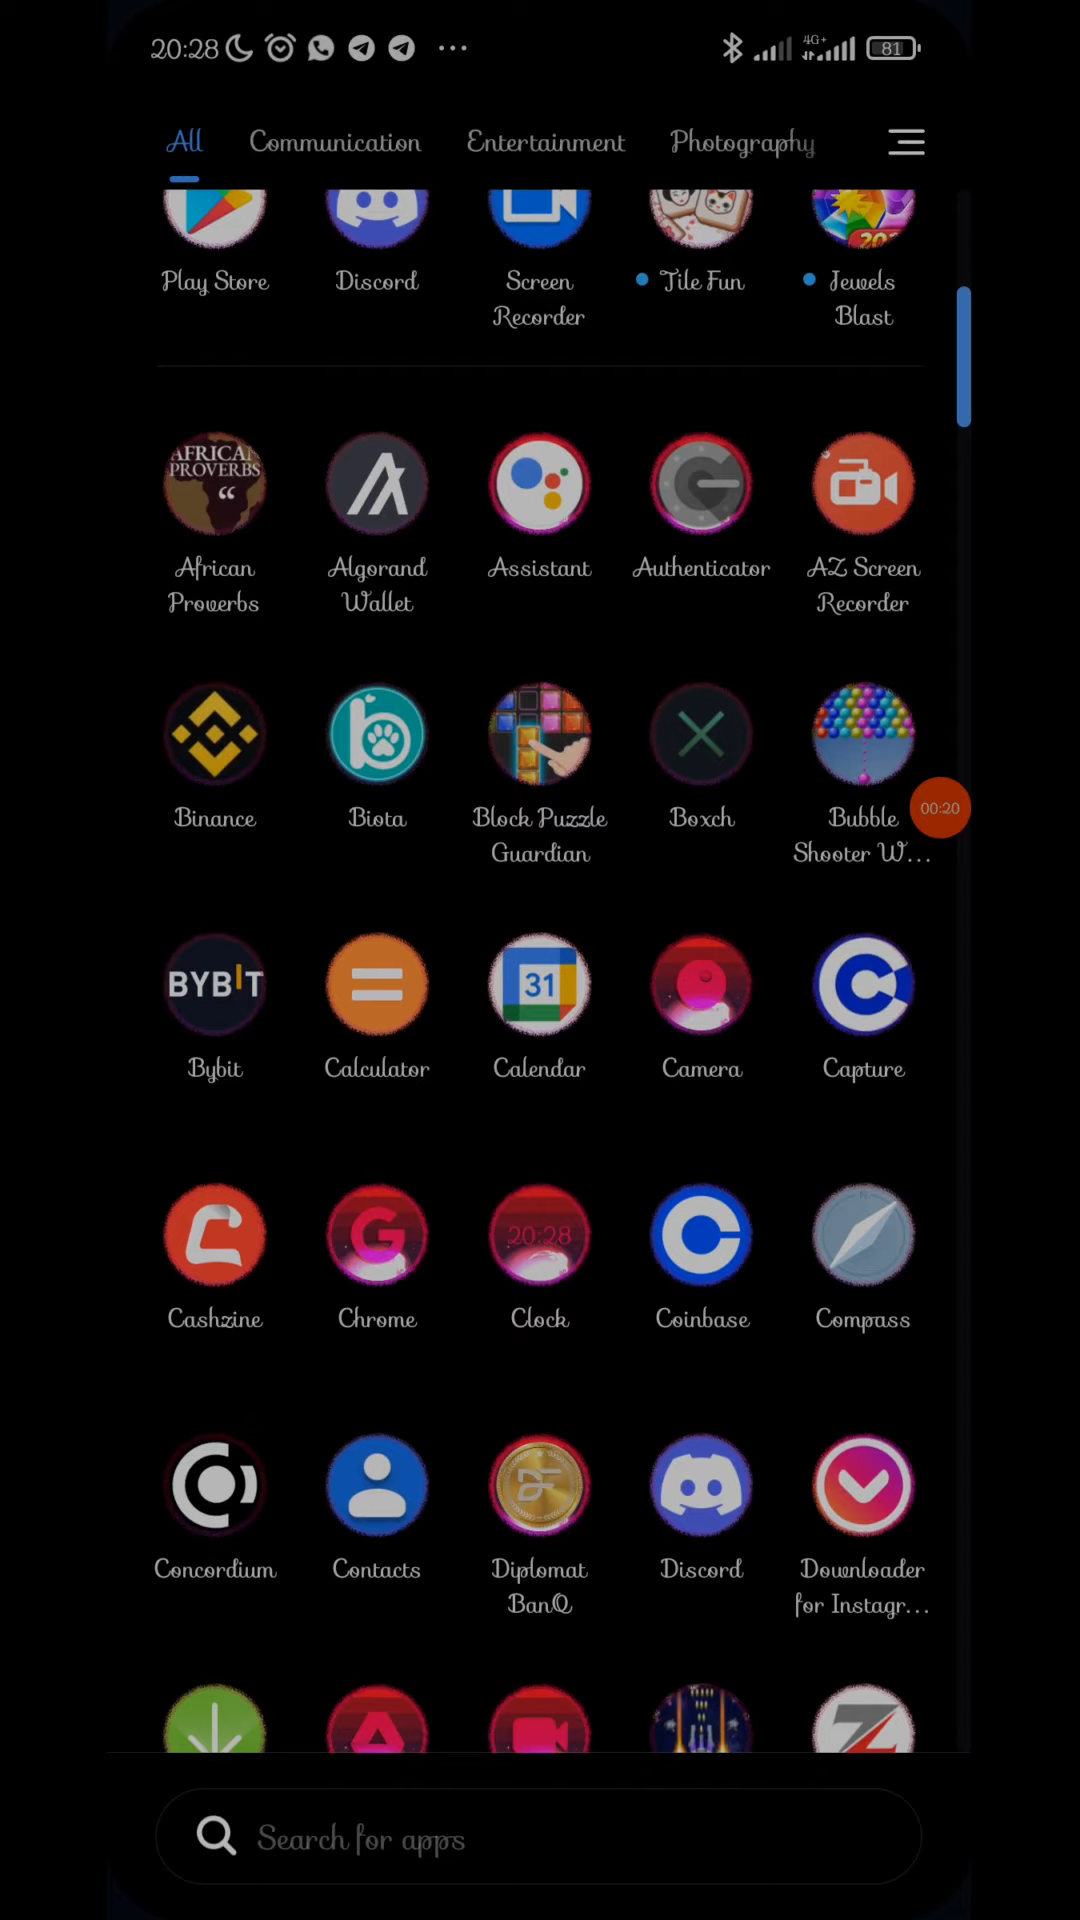 20:28 4G+ 81
All Communication Entertainment Photography
Play Store Discord Screen Recorder Tile Fun Jewels Blast
202
AFRICAN PROVERBS
African Proverbs Algorand Wallet Assistant Authenticator AZ Screen Recorder
Binance Biota Block Puzzle Guardian Boxch Bubble Shooter W...
00:20
BYBIT 31
Bybit Calculator Calendar Camera Capture
20:28
Cashzine Chrome Clock Coinbase Compass
Concordium Contacts Diplomat BanQ Discord Downloader for Instagr...
Search for apps